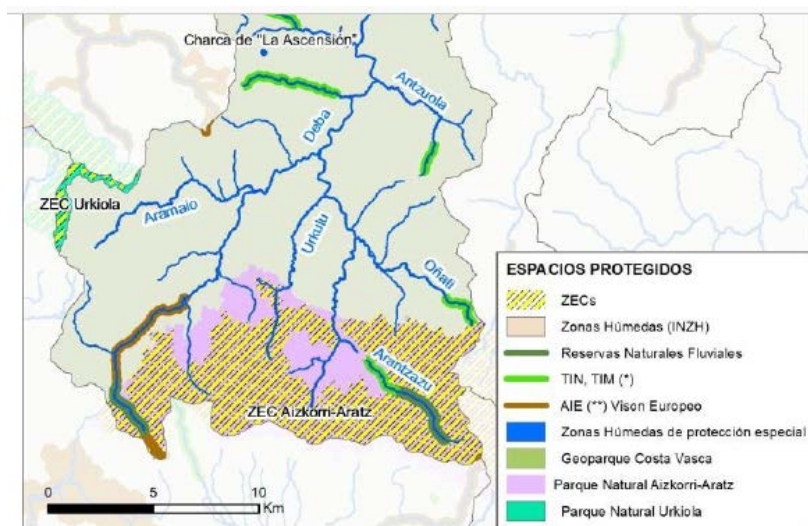 Charca de "La Ascensión"
Antzuola
Deba
ZEC Urkiola
Aramaio
Urkulu
Oñati
Arantzazu
ZEC Aizkorri-Aratz
0 5 10
Km
ESPACIOS PROTEGIDOS
ZECs
Zonas Húmedas (INZH)
Reservas Naturales Fluviales
TIN, TIM (*)
AIE (**) Vison Europeo
Zonas Húmedas de protección especial
Geoparque Costa Vasca
Parque Natural Aizkorri-Aratz
Parque Natural Urkiola